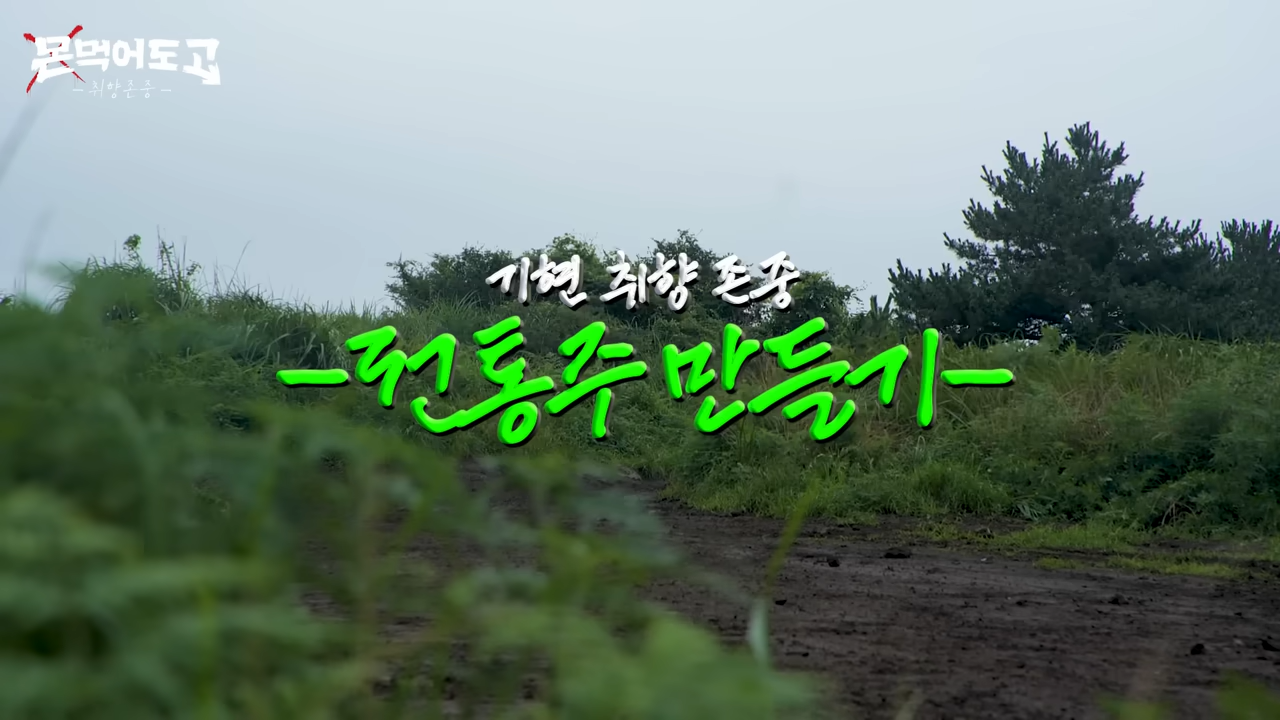 몬먹어도고
-취향존중-
기현 취향 존중
-전통주 만들기-